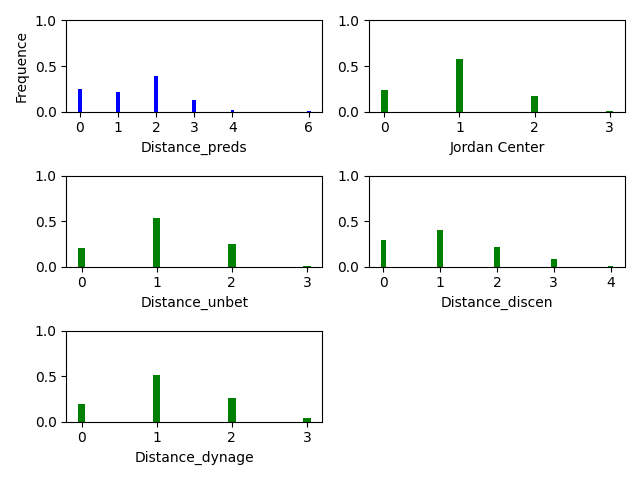 Frequence
1.0
0.5
0.0
0 1 2 3 4 6
Distance_preds
1.0
0.5
0.0
0 1 2 3
Jordan Center
1.0
0.5
0.0
0 1 2 3
Distance_unbet
1.0
0.5
0.0
0 1 2 3 4
Distance_discen
1.0
0.5
0.0
0 1 2 3
Distance_dynage